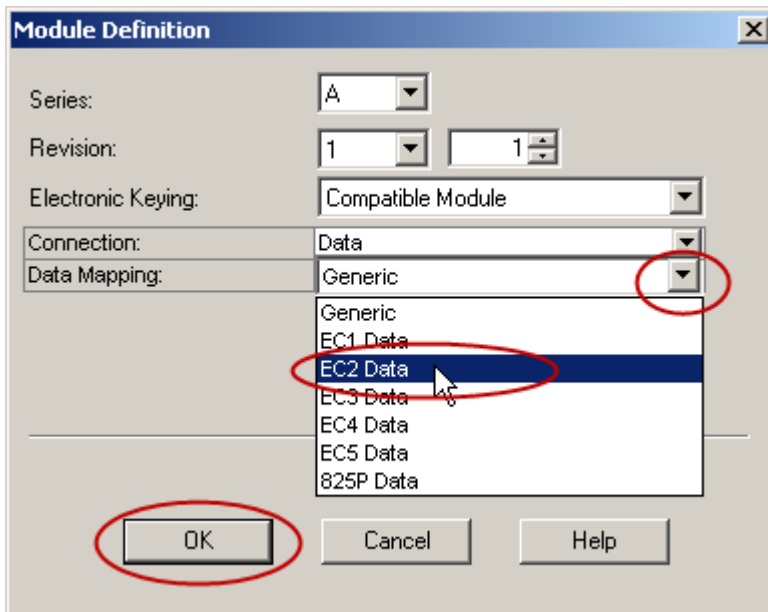 Module Definition
Series: A
Revision: 1 1
Electronic Keying: Compatible Module
Connection: Data
Data Mapping: Generic
Generic
EC1 Data
EC2 Data
EC3 Data
EC4 Data
EC5 Data
825P Data
OK Cancel Help